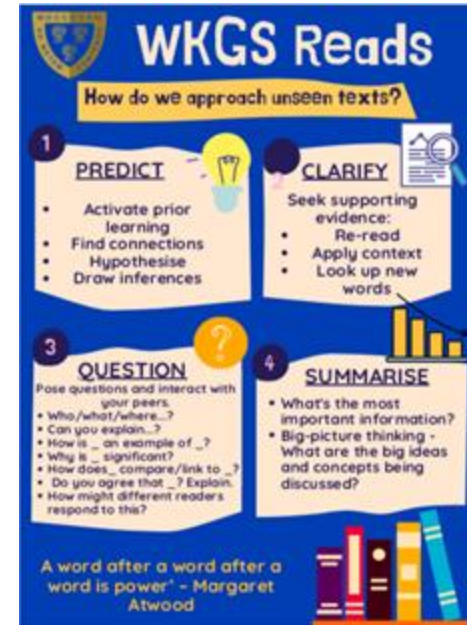 WKGS Reads
How do we approach unseen texts?
1
PREDICT
• Activate prior
learning
• Find connections
• Hypothesise
• Draw inferences
2
CLARIFY
Seek supporting
evidence:
• Re-read
• Apply context
• Look up new
words
3
QUESTION
Pose questions and interact with
your peers.
• Who/what/where...?
• Can you explain...?
• How is _ an example of _?
• Why is _ significant?
• How does _ compare/link to _?
• Do you agree that _? Explain.
• How might different readers
respond to this?
?
4
SUMMARISE
• What's the most
important information?
• Big-picture thinking -
What are the big ideas
and concepts being
discussed?
A word after a word after a
word is power' – Margaret
Atwood